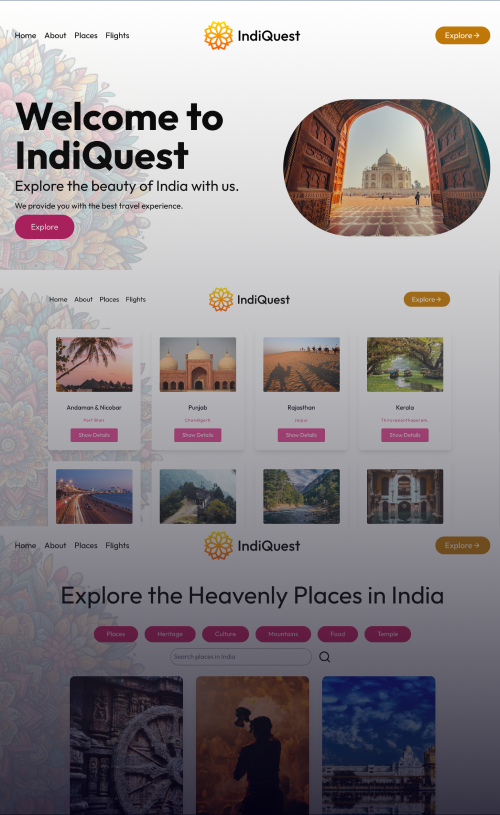 Home About Places Flights IndiQuest Explore →
Welcome to
IndiQuest
Explore the beauty of India with us.
We provide you with the best travel experience.
Explore
Home About Places Flights IndiQuest Explore →
Andaman & Nicobar Punjab Rajasthan Kerala
Port Blair Chandigarh Jaipur Thiruvananthapuram
Show Details Show Details Show Details Show Details
Home About Places Flights IndiQuest Explore →
Explore the Heavenly Places in India
Places Heritage Culture Mountains Food Temple
Search places in India